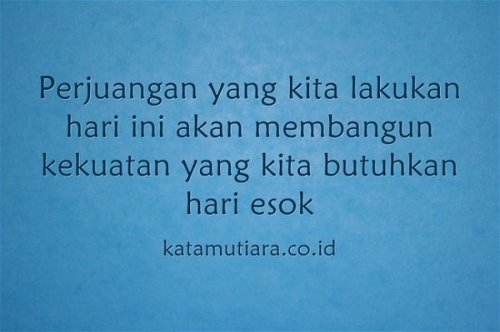 Perjuangan yang kita lakukan
hari ini akan membangun
kekuatan yang kita butuhkan
hari esok
katamutiara.co.id